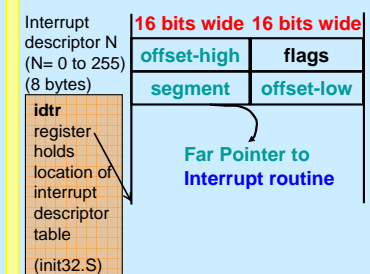 Interrupt
descriptor N
(N= 0 to 255)
(8 bytes)
16 bits wide 16 bits wide
offset-high flags
segment offset-low
idtr
register
holds
location of
interrupt
descriptor
table
(init32.S)
Far Pointer to
Interrupt routine